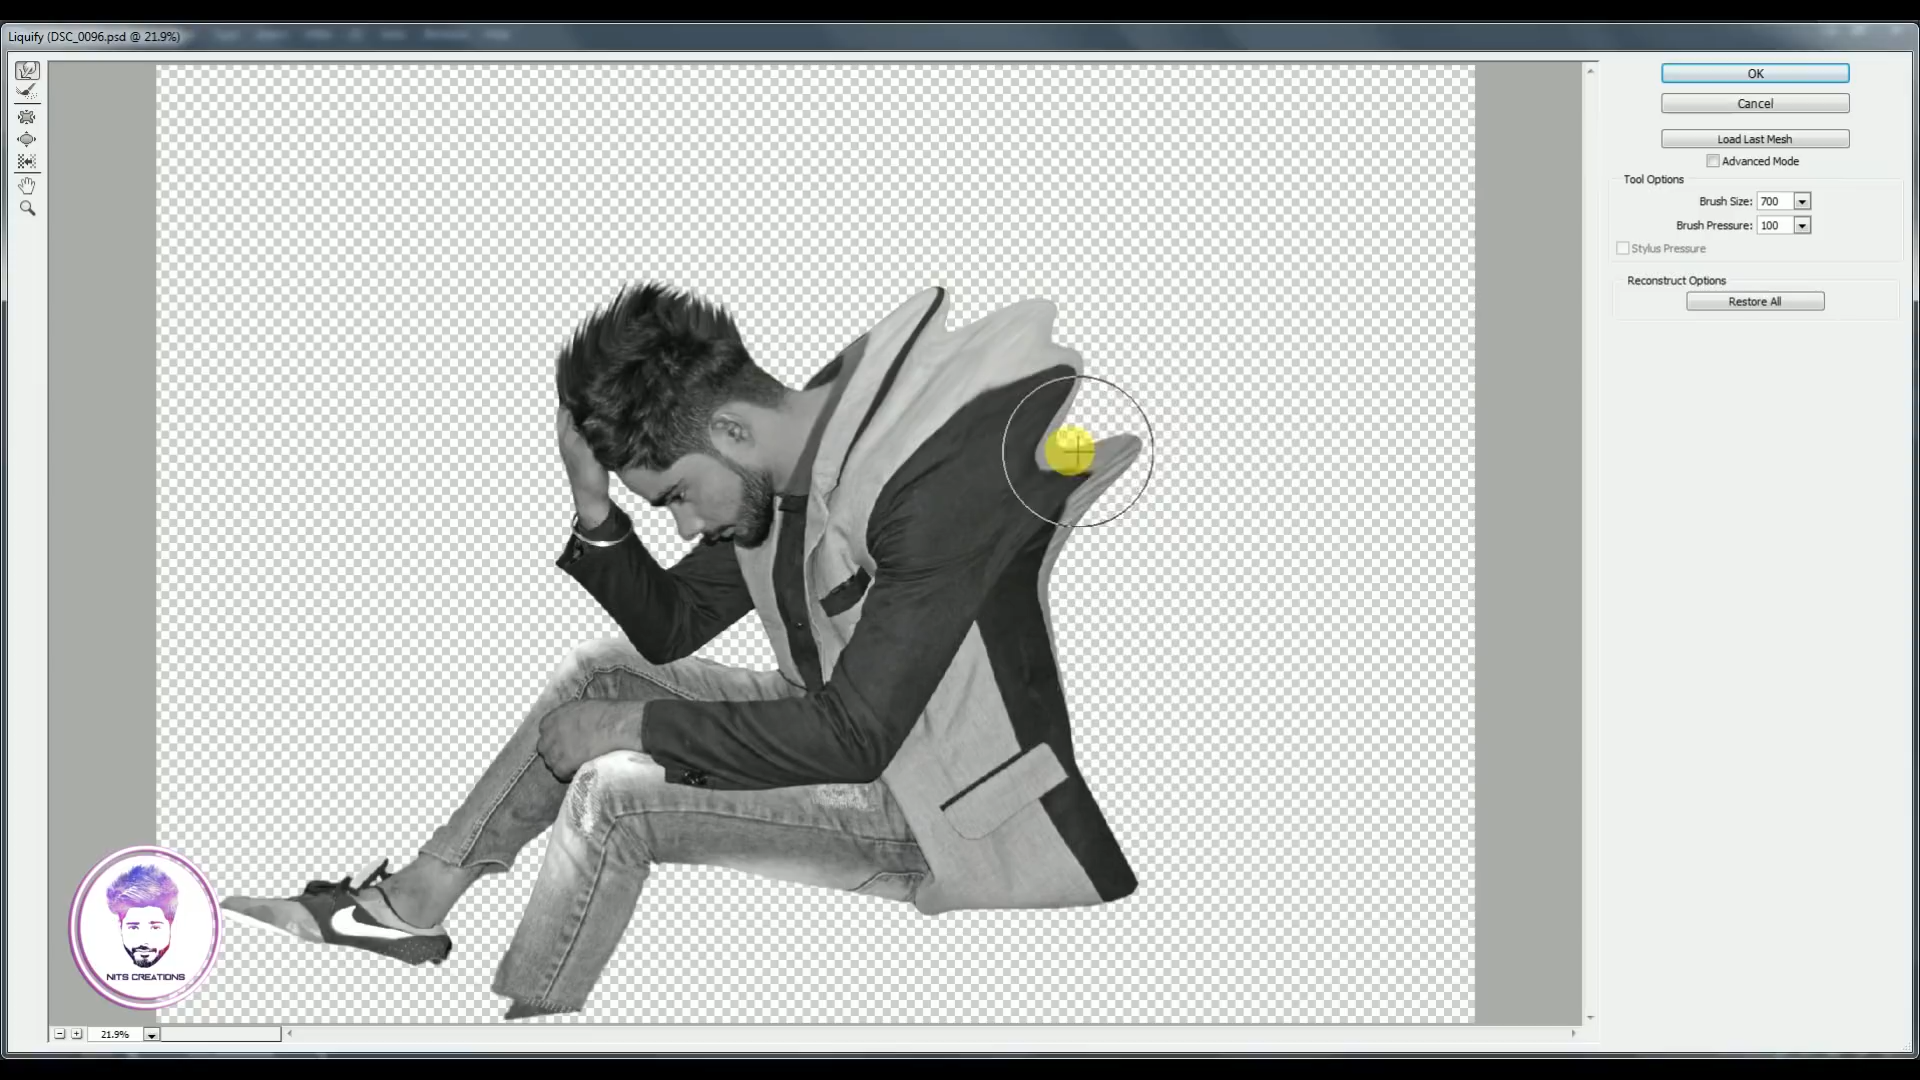 Liquify (DSC_0096.psd @ 21.9%)
OK
Cancel
Load Last Mesh
Advanced Mode
Tool Options
Brush Size: 700
Brush Pressure: 100
Stylus Pressure
Reconstruct Options
Restore All
NITS CREATIONS
21.9%